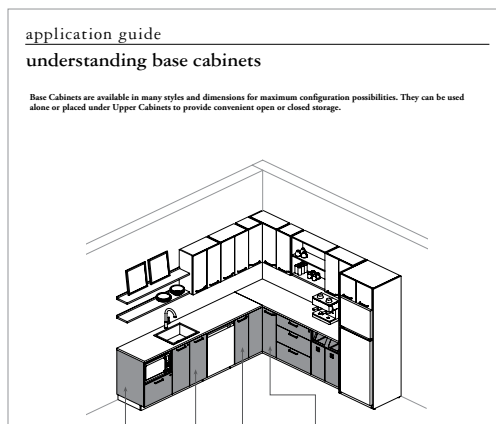 application guide
understanding base cabinets
Base Cabinets are available in many styles and dimensions for maximum configuration possibilities. They can be used
alone or placed under Upper Cabinets to provide convenient open or closed storage.